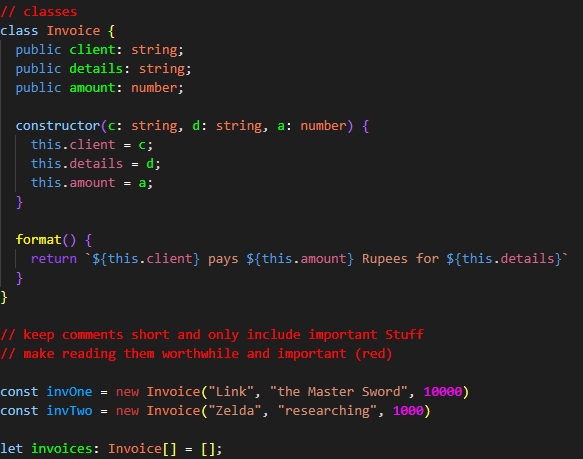 // classes
class Invoice {
  public client: string;
  public details: string;
  public amount: number;

  constructor(c: string, d: string, a: number) {
    this.client = c;
    this.details = d;
    this.amount = a;
  }

  format() {
    return `${this.client} pays ${this.amount} Rupees for ${this.details}`
  }
}

// keep comments short and only include important Stuff
// make reading them worthwhile and important (red)

const invOne = new Invoice("Link", "the Master Sword", 10000)
const invTwo = new Invoice("Zelda", "researching", 1000)

let invoices: Invoice[] = [];